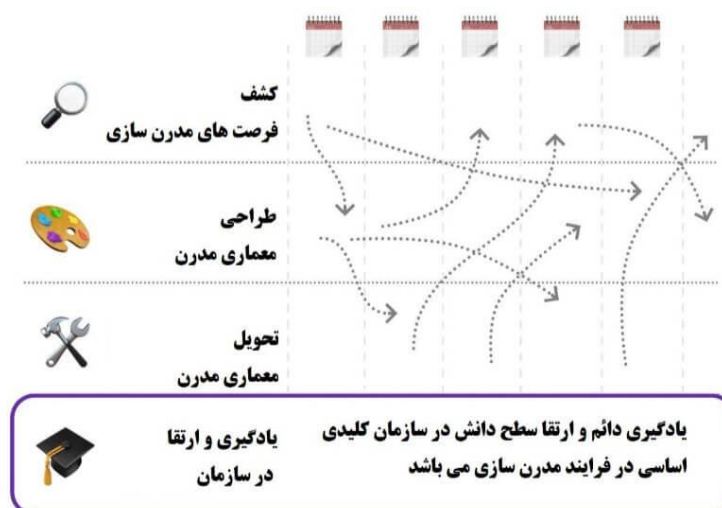 کشف
فرصت های مدرن سازی
طراحی
معماری مدرن
تحویل
معماری مدرن
یادگیری و ارتقا
در سازمان
یادگیری دائم و ارتقا سطح دانش در سازمان کلیدی
اساسی در فرایند مدرن سازی می باشد